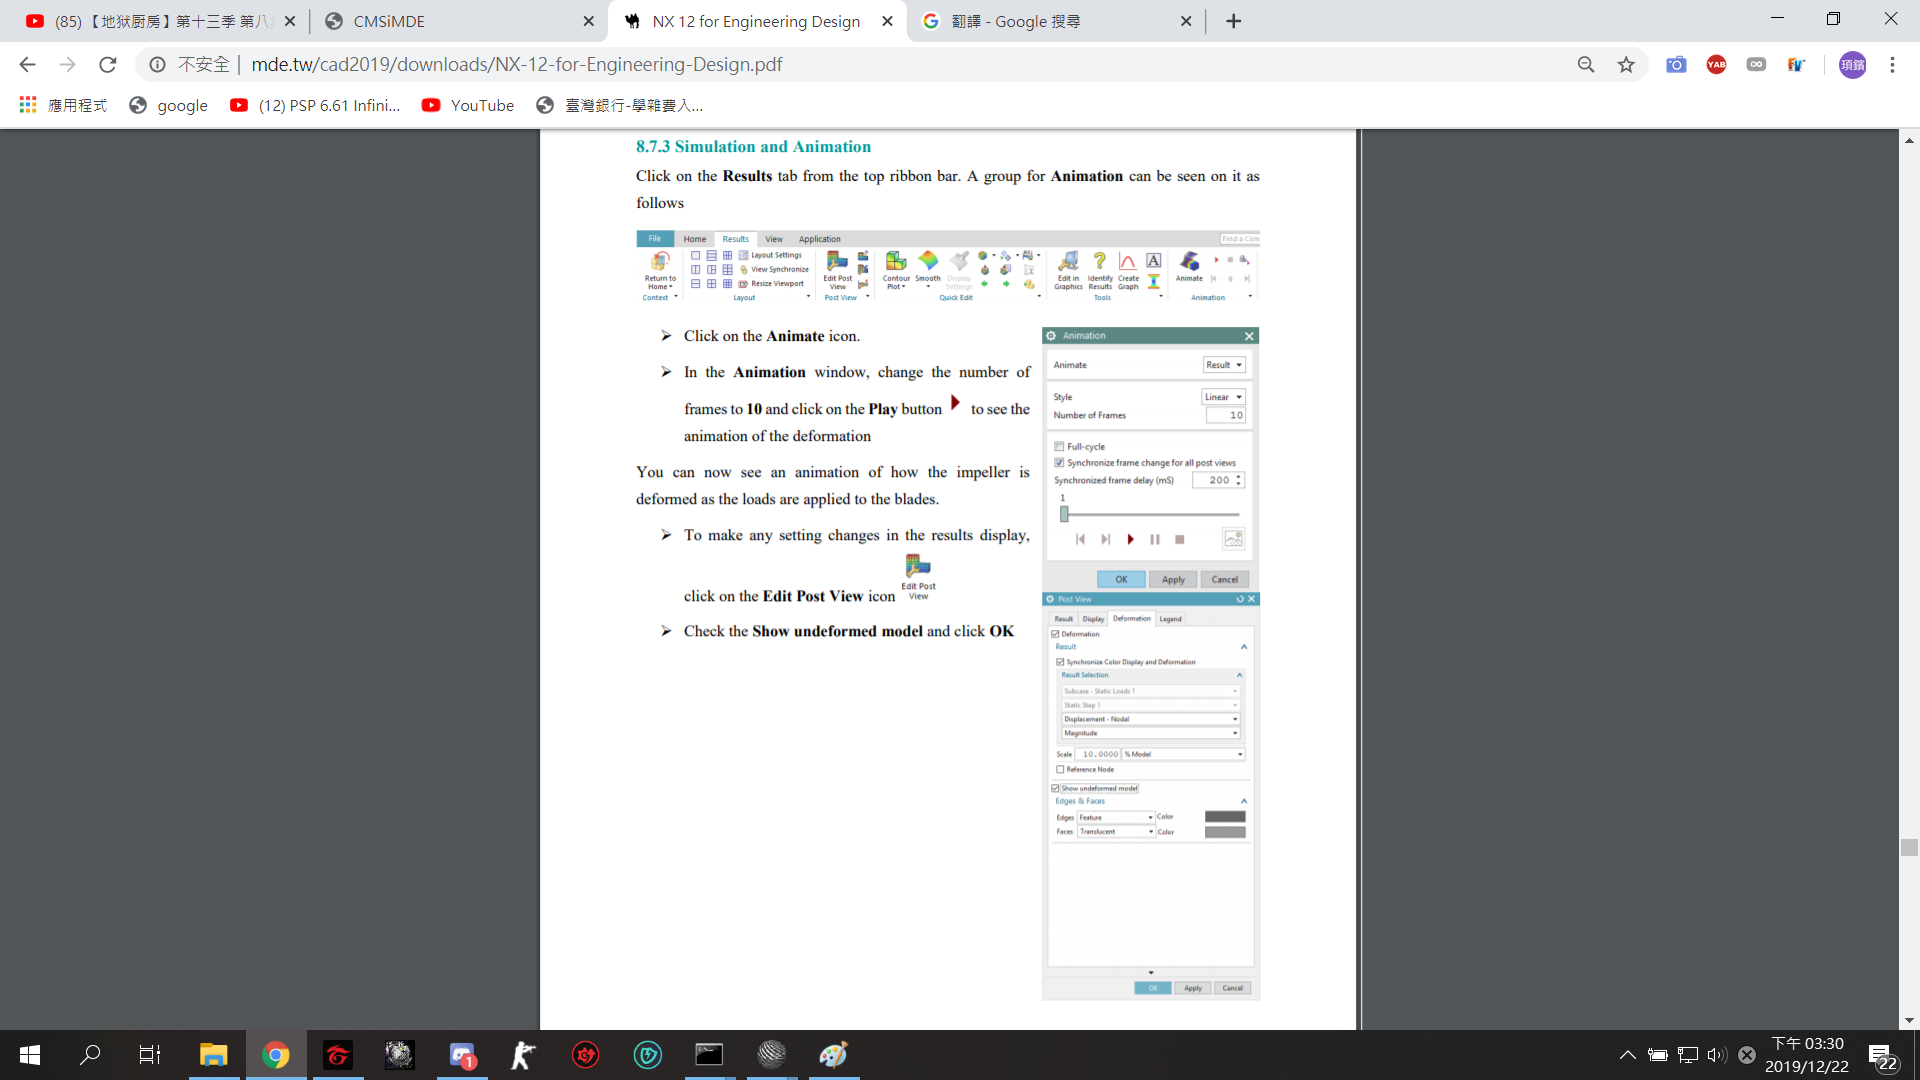 (85) 【地獄厨房】第十三季 第八
CMSiMDE
NX 12 for Engineering Design
翻譯 - Google 搜尋
不安全 | mde.tw/cad2019/downloads/NX-12-for-Engineering-Design.pdf
YAB
應用程式
google
(12) PSP 6.61 Infini...
YouTube
臺灣銀行-學雜費入...
8.7.3 Simulation and Animation
Click on the Results tab from the top ribbon bar. A group for Animation can be seen on it as
follows
File Home Results View Application Find a Com
Layout Settings
View Synchronize
Resize Viewport
Return to Home
Edit Post View
Contour Plot
Smooth
Display Settings
Edit in Graphics
Identify Results
Create Graph
Animate
Context Layout Post View Quick Edit Tools Animation
➢ Click on the Animate icon.
➢ In the Animation window, change the number of
frames to 10 and click on the Play button to see the
animation of the deformation
You can now see an animation of how the impeller is
deformed as the loads are applied to the blades.
➢ To make any setting changes in the results display,
click on the Edit Post View icon
Edit Post
View
➢ Check the Show undeformed model and click OK
Animation
Animate Result
Style Linear
Number of Frames 10
Full-cycle
Synchronize frame change for all post views
Synchronized frame delay (mS) 200
1
OK Apply Cancel
Post View
Result Display Deformation Legend
Deformation
Result
Synchronize Color Display and Deformation
Result Selection
Subcase - Static Loads 1
Static Step 1
Displacement - Nodal
Magnitude
Scale 10.0000 % Model
Reference Node
Show undeformed model
Edges & Faces
Edges Feature Color
Faces Translucent Color
OK Apply Cancel
1
下午 03:30
2019/12/22
22